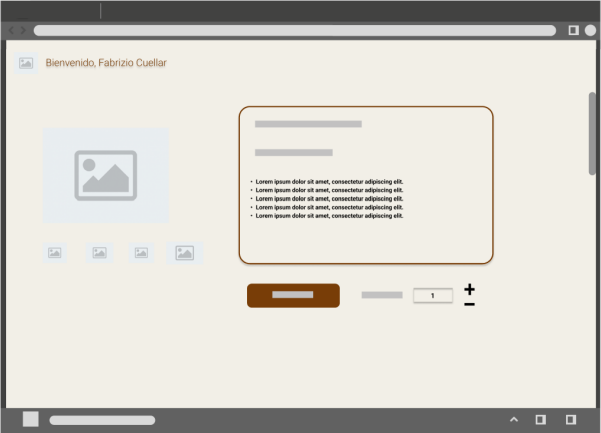 Bienvenido, Fabrizio Cuellar
• Lorem ipsum dolor sit amet, consectetur adipiscing elit.
• Lorem ipsum dolor sit amet, consectetur adipiscing elit.
• Lorem ipsum dolor sit amet, consectetur adipiscing elit.
• Lorem ipsum dolor sit amet, consectetur adipiscing elit.
• Lorem ipsum dolor sit amet, consectetur adipiscing elit.
1